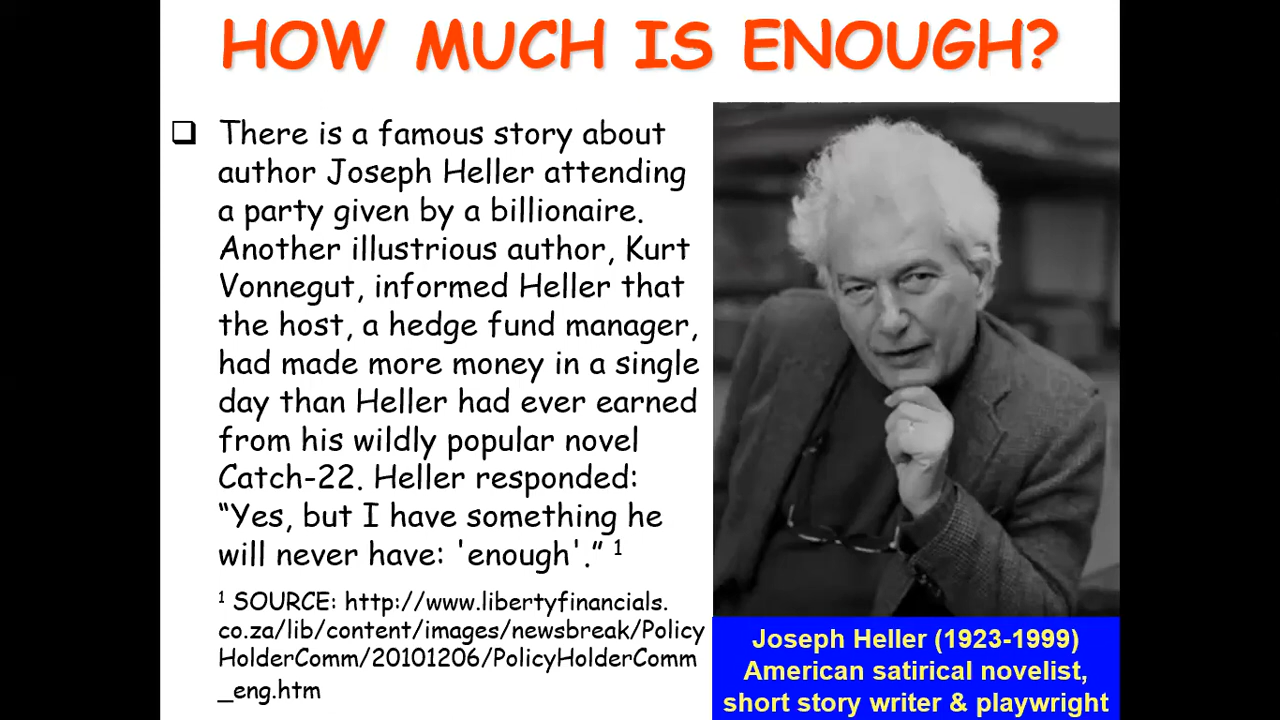 HOW MUCH IS ENOUGH?
There is a famous story about
author Joseph Heller attending
a party given by a billionaire.
Another illustrious author, Kurt
Vonnegut, informed Heller that
the host, a hedge fund manager,
had made more money in a single
day than Heller had ever earned
from his wildly popular novel
Catch-22. Heller responded:
“Yes, but I have something he
will never have: 'enough'.” 1
1 SOURCE: http://www.libertyfinancials.
co.za/lib/content/images/newsbreak/Policy
HolderComm/20101206/PolicyHolderComm
_eng.htm
Joseph Heller (1923-1999)
American satirical novelist,
short story writer & playwright